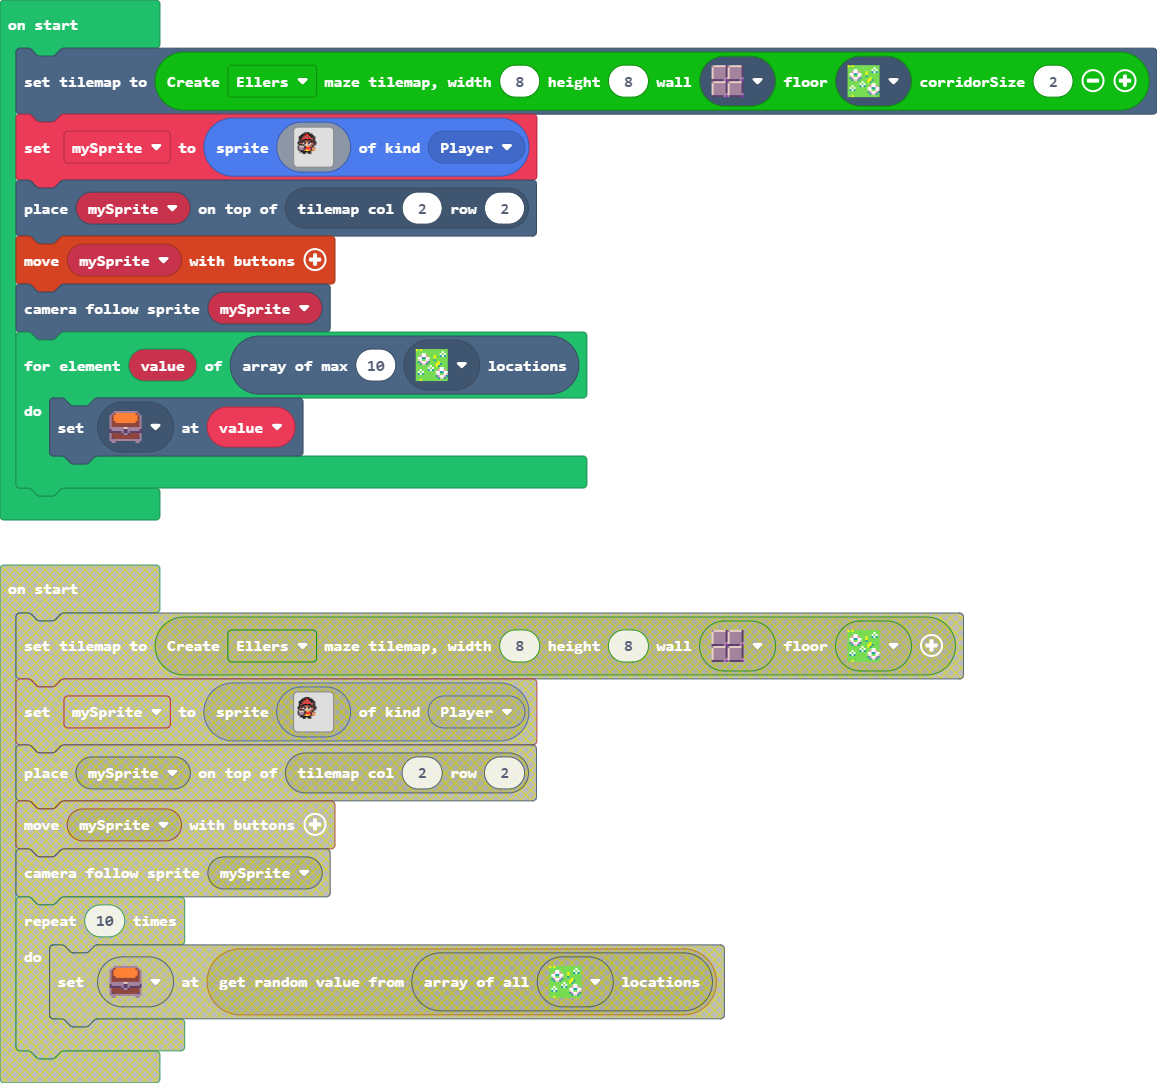 on start
set tilemap to Create Ellers maze tilemap, width 8 height 8 wall floor corridorSize 2
set mySprite to sprite of kind Player
place mySprite on top of tilemap col 2 row 2
move mySprite with buttons
camera follow sprite mySprite
for element value of array of max 10 locations
do
set at value
on start
set tilemap to Create Ellers maze tilemap, width 8 height 8 wall floor
set mySprite to sprite of kind Player
place mySprite on top of tilemap col 2 row 2
move mySprite with buttons
camera follow sprite mySprite
repeat 10 times
do
set at get random value from array of all locations